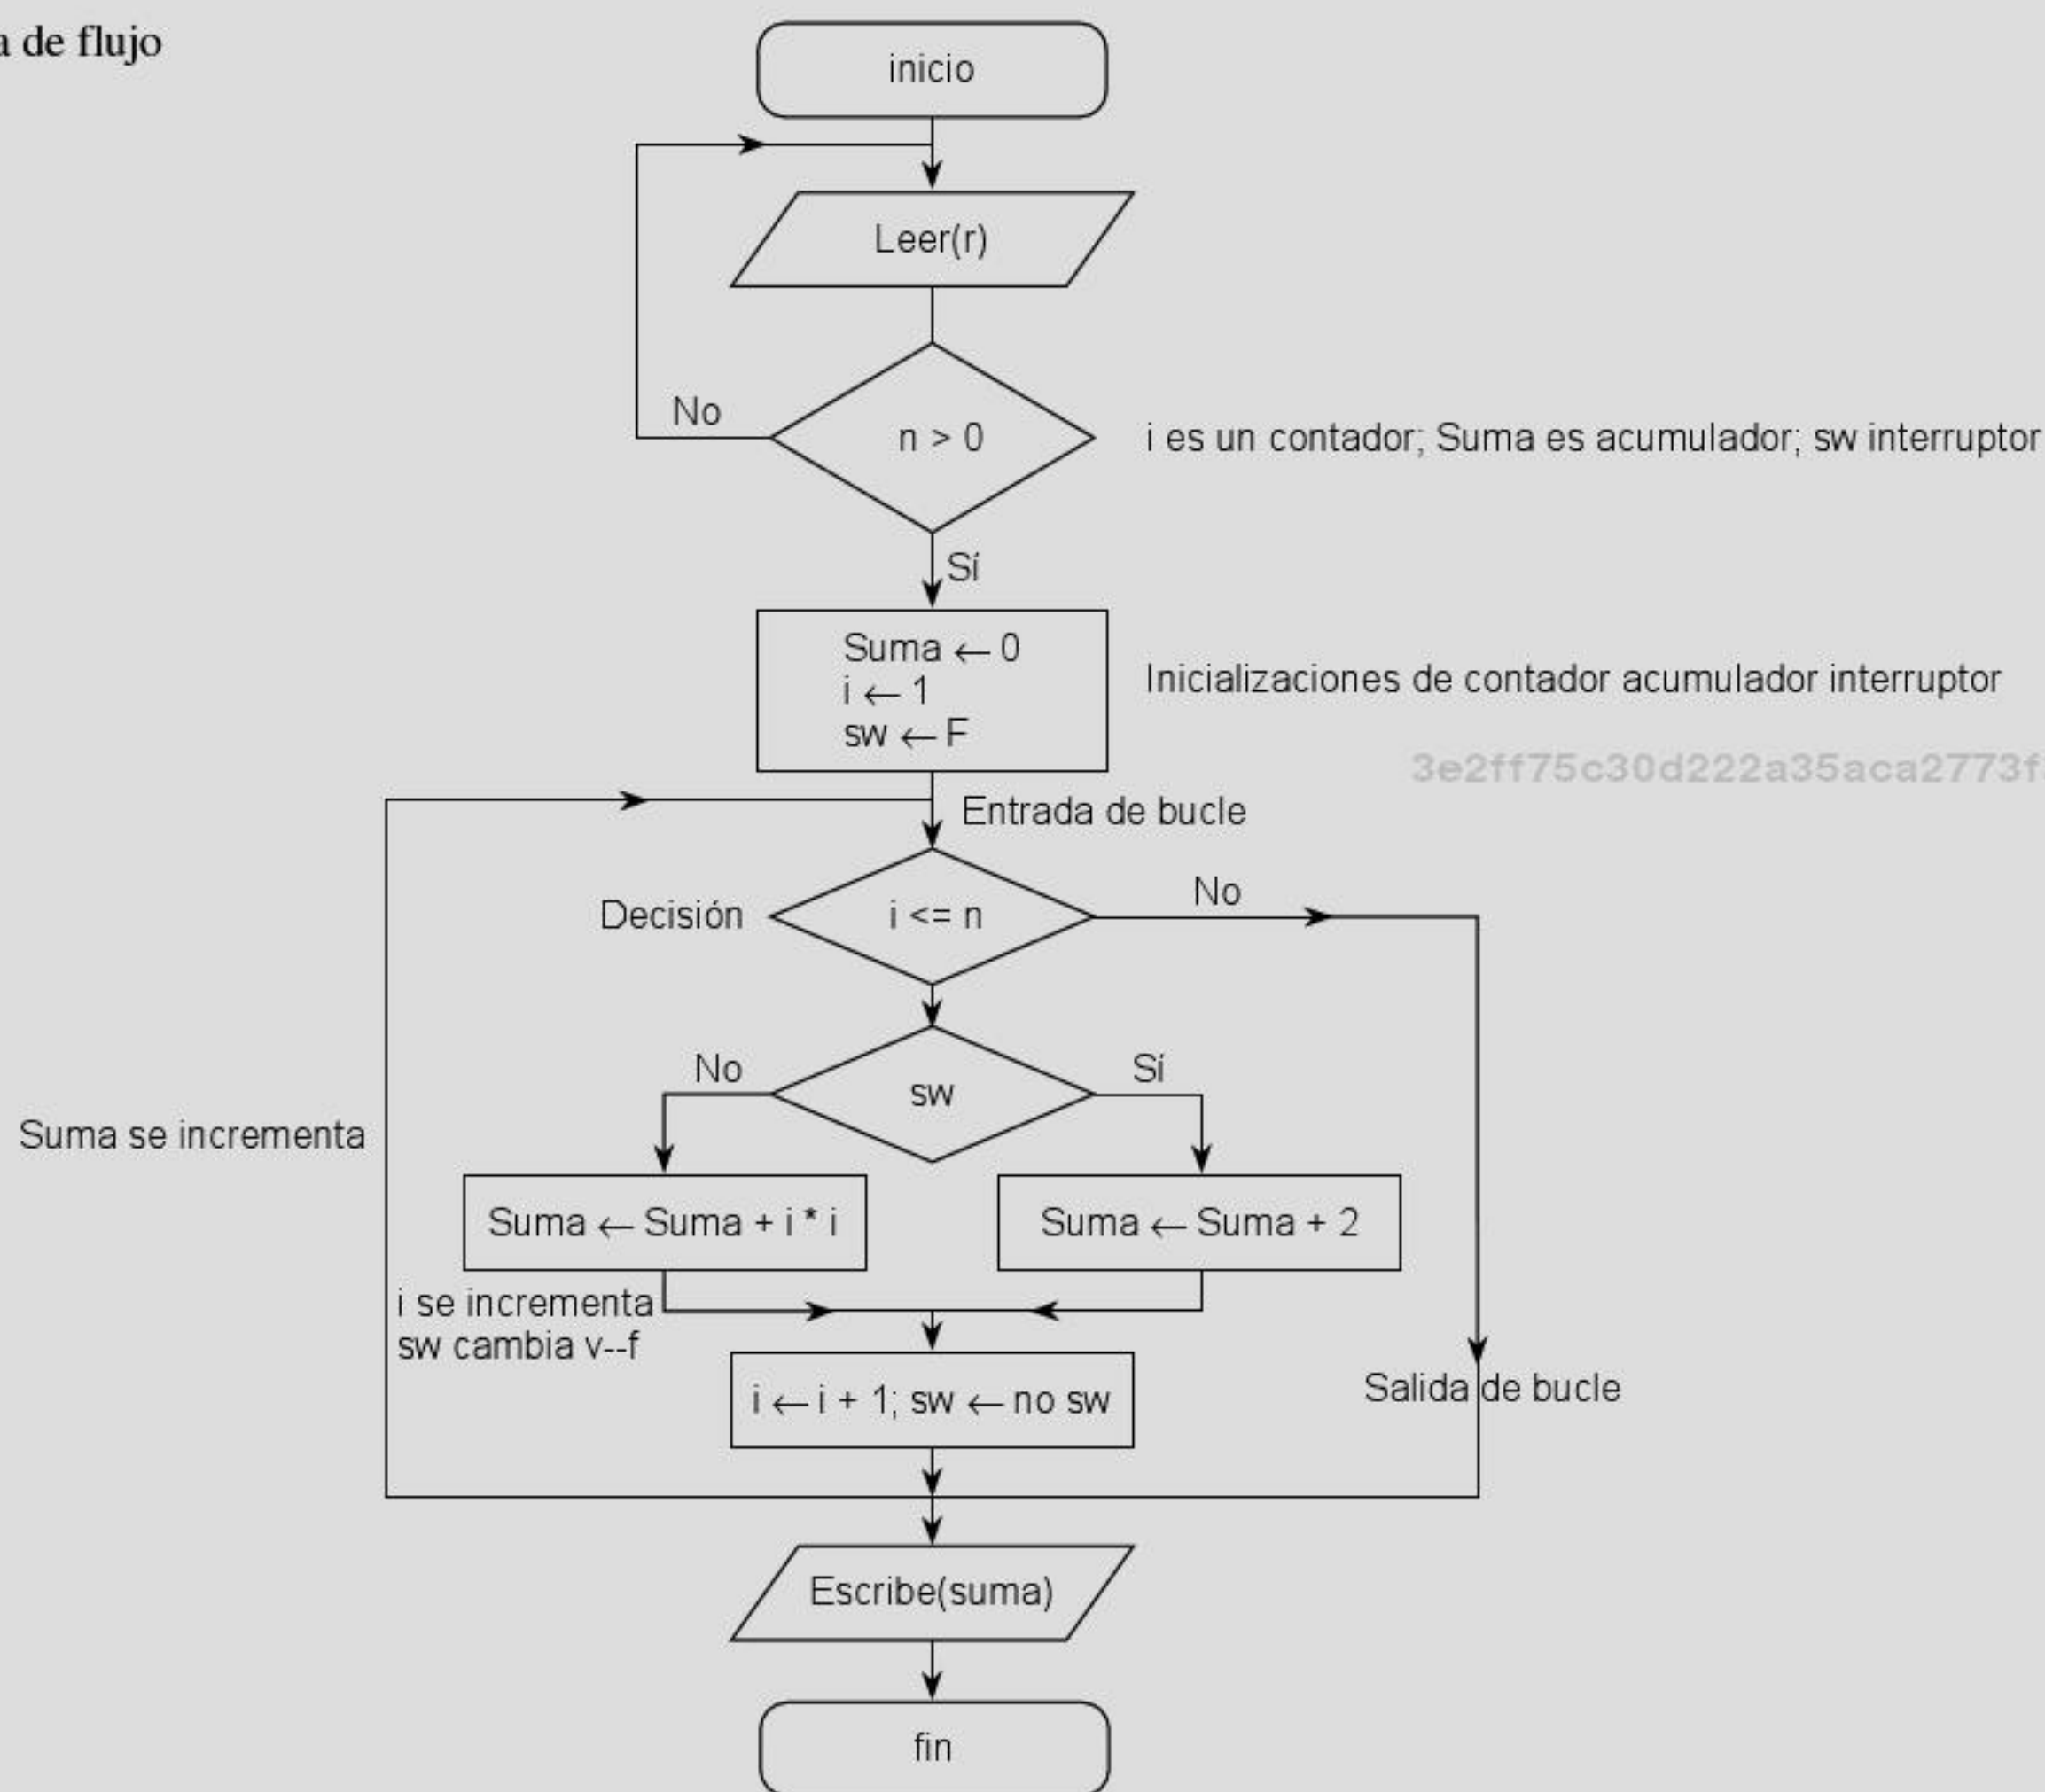 a de flujo
inicio
Leer(r)
No
n > 0
i es un contador; Suma es acumulador; sw interruptor
Sí
Suma ← 0
i ← 1
sw ← F
Inicializaciones de contador acumulador interruptor
3e2ff75c30d222a35aca2773f
Entrada de bucle
Decisión
i <= n
No
No
sw
Sí
Suma se incrementa
Suma ← Suma + i * i
Suma ← Suma + 2
i se incrementa
sw cambia v--f
i ← i + 1; sw ← no sw
Salida de bucle
Escribe(suma)
fin